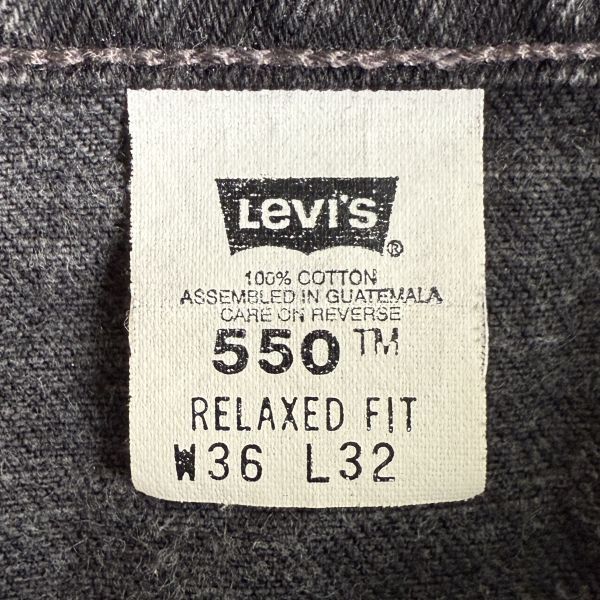 Levi's
®
100% COTTON
ASSEMBLED IN GUATEMALA
CARE ON REVERSE
550™
RELAXED FIT
W36 L32